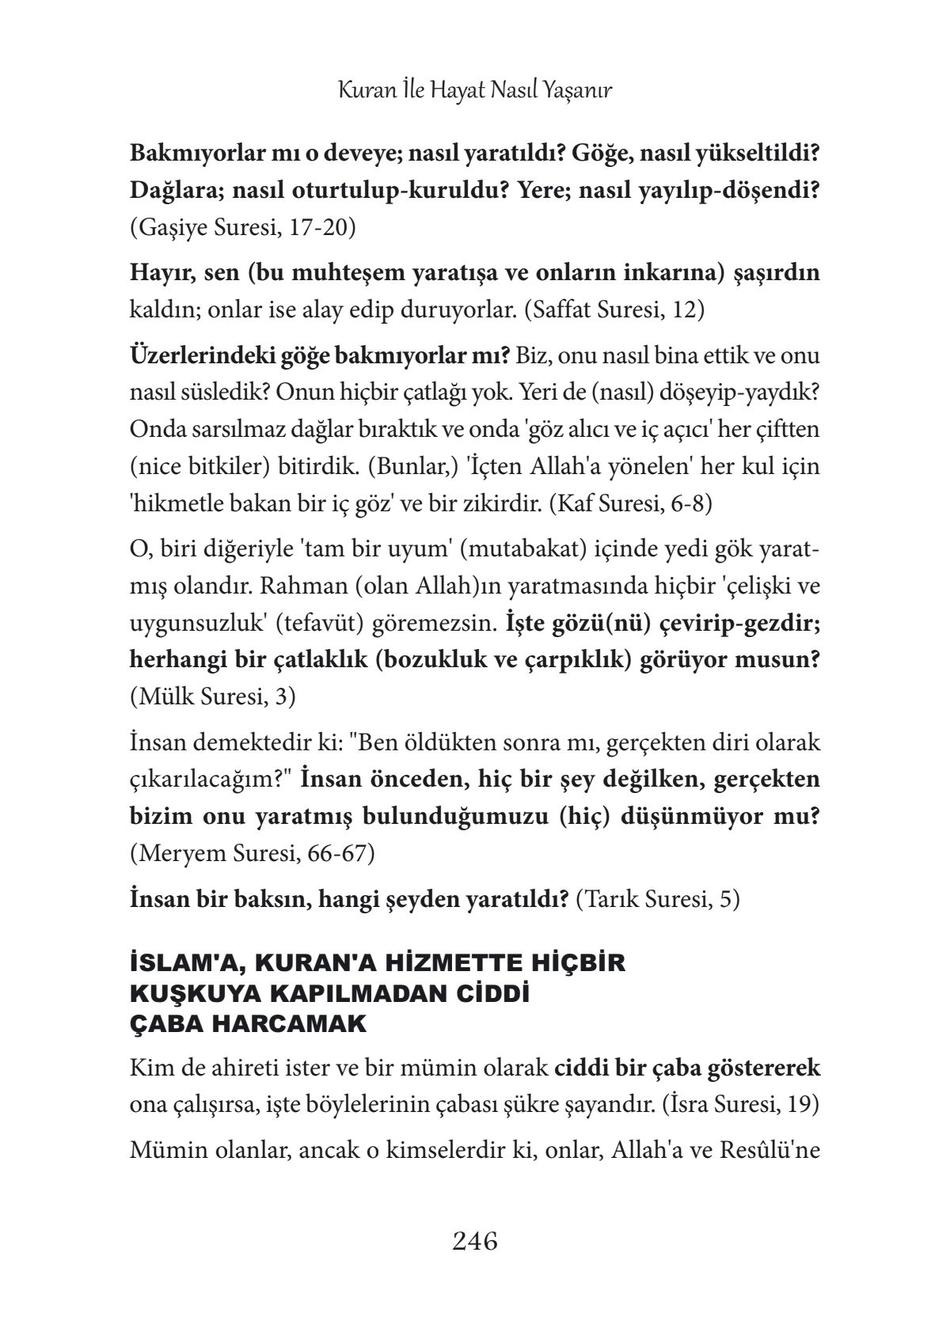 Kuran İle Hayat Nasıl Yaşanır
Bakmıyorlar mı o deveye; nasıl yaratıldı? Göğe, nasıl yükseltildi?
Dağlara; nasıl oturtulup-kuruldu? Yere; nasıl yayılıp-döşendi?
(Gaşiye Suresi, 17-20)
Hayır, sen (bu muhteşem yaratışa ve onların inkarına) şaşırdın
kaldın; onlar ise alay edip duruyorlar. (Saffat Suresi, 12)
Üzerlerindeki göğe bakmıyorlar mı? Biz, onu nasıl bina ettik ve onu
nasıl süsledik? Onun hiçbir çatlağı yok. Yeri de (nasıl) döşeyip-yaydık?
Onda sarsılmaz dağlar bıraktık ve onda 'göz alıcı ve iç açıcı' her çiftten
(nice bitkiler) bitirdik. (Bunlar,) 'İçten Allah'a yönelen' her kul için
'hikmetle bakan bir iç göz' ve bir zikirdir. (Kaf Suresi, 6-8)
O, biri diğeriyle 'tam bir uyum' (mutabakat) içinde yedi gök yarat-
mış olandır. Rahman (olan Allah)ın yaratmasında hiçbir 'çelişki ve
uygunsuzluk' (tefavüt) göremezsin. İşte gözü(nü) çevirip-gezdir;
herhangi bir çatlaklık (bozukluk ve çarpıklık) görüyor musun?
(Mülk Suresi, 3)
İnsan demektedir ki: "Ben öldükten sonra mı, gerçekten diri olarak
çıkarılacağım?" İnsan önceden, hiç bir şey değilken, gerçekten
bizim onu yaratmış bulunduğumuzu (hiç) düşünmüyor mu?
(Meryem Suresi, 66-67)
İnsan bir baksın, hangi şeyden yaratıldı? (Tarık Suresi, 5)
İSLAM'A, KURAN'A HİZMETTE HİÇBİR
KUŞKUYA KAPILMADAN CİDDİ
ÇABA HARCAMAK
Kim de ahireti ister ve bir mümin olarak ciddi bir çaba göstererek
ona çalışırsa, işte böylelerinin çabası şükre şayandır. (İsra Suresi, 19)
Mümin olanlar, ancak o kimselerdir ki, onlar, Allah'a ve Resûlü'ne
246